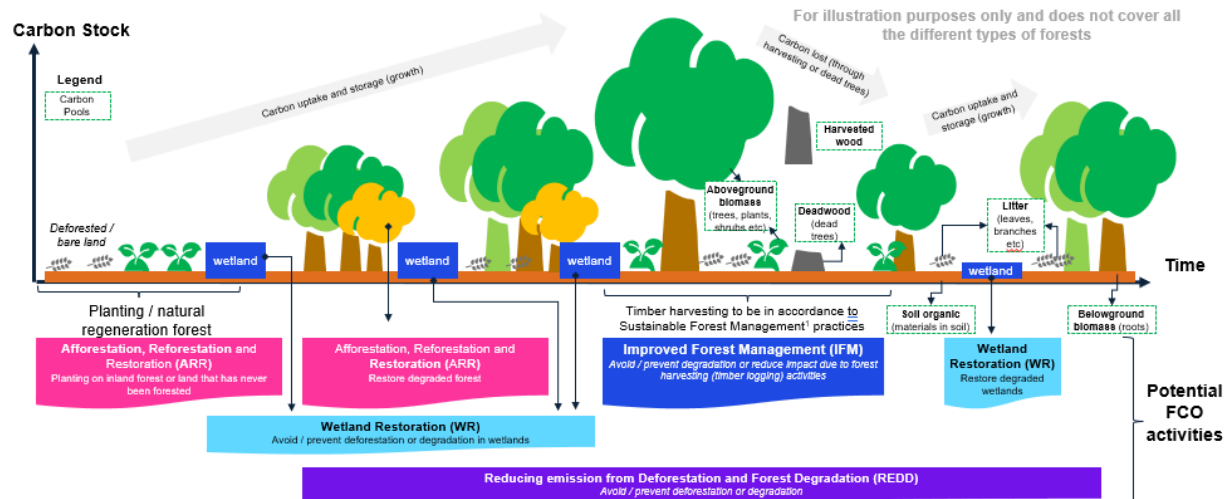 For illustration purposes only and does not cover all
the different types of forests
Carbon Stock
Legend
Carbon
Pools
Carbon uptake and storage (growth)
Carbon lost (through
harvesting or dead trees)
Carbon uptake and
storage (growth)
Harvested
wood
Aboveground
biomass
(trees, plants,
shrubs etc)
Deadwood
(dead
trees)
Litter
(leaves,
branches
etc)
Deforested /
bare land
wetland
wetland
wetland
wetland
Time
Planting / natural
regeneration forest
Timber harvesting to be in accordance to
Sustainable Forest Management¹ practices
Soil organic
(materials in soil)
Belowground
biomass (roots)
Afforestation, Reforestation and
Restoration (ARR)
Planting on inland forest or land that has never
been forested
Afforestation, Reforestation and
Restoration (ARR)
Restore degraded forest
Improved Forest Management (IFM)
Avoid / prevent degradation or reduce impact due to forest
harvesting (timber logging) activities
Wetland
Restoration (WR)
Restore degraded
wetlands
Potential
FCO
activities
Wetland Restoration (WR)
Avoid / prevent deforestation or degradation in wetlands
Reducing emission from Deforestation and Forest Degradation (REDD)
Avoid / prevent deforestation or degradation